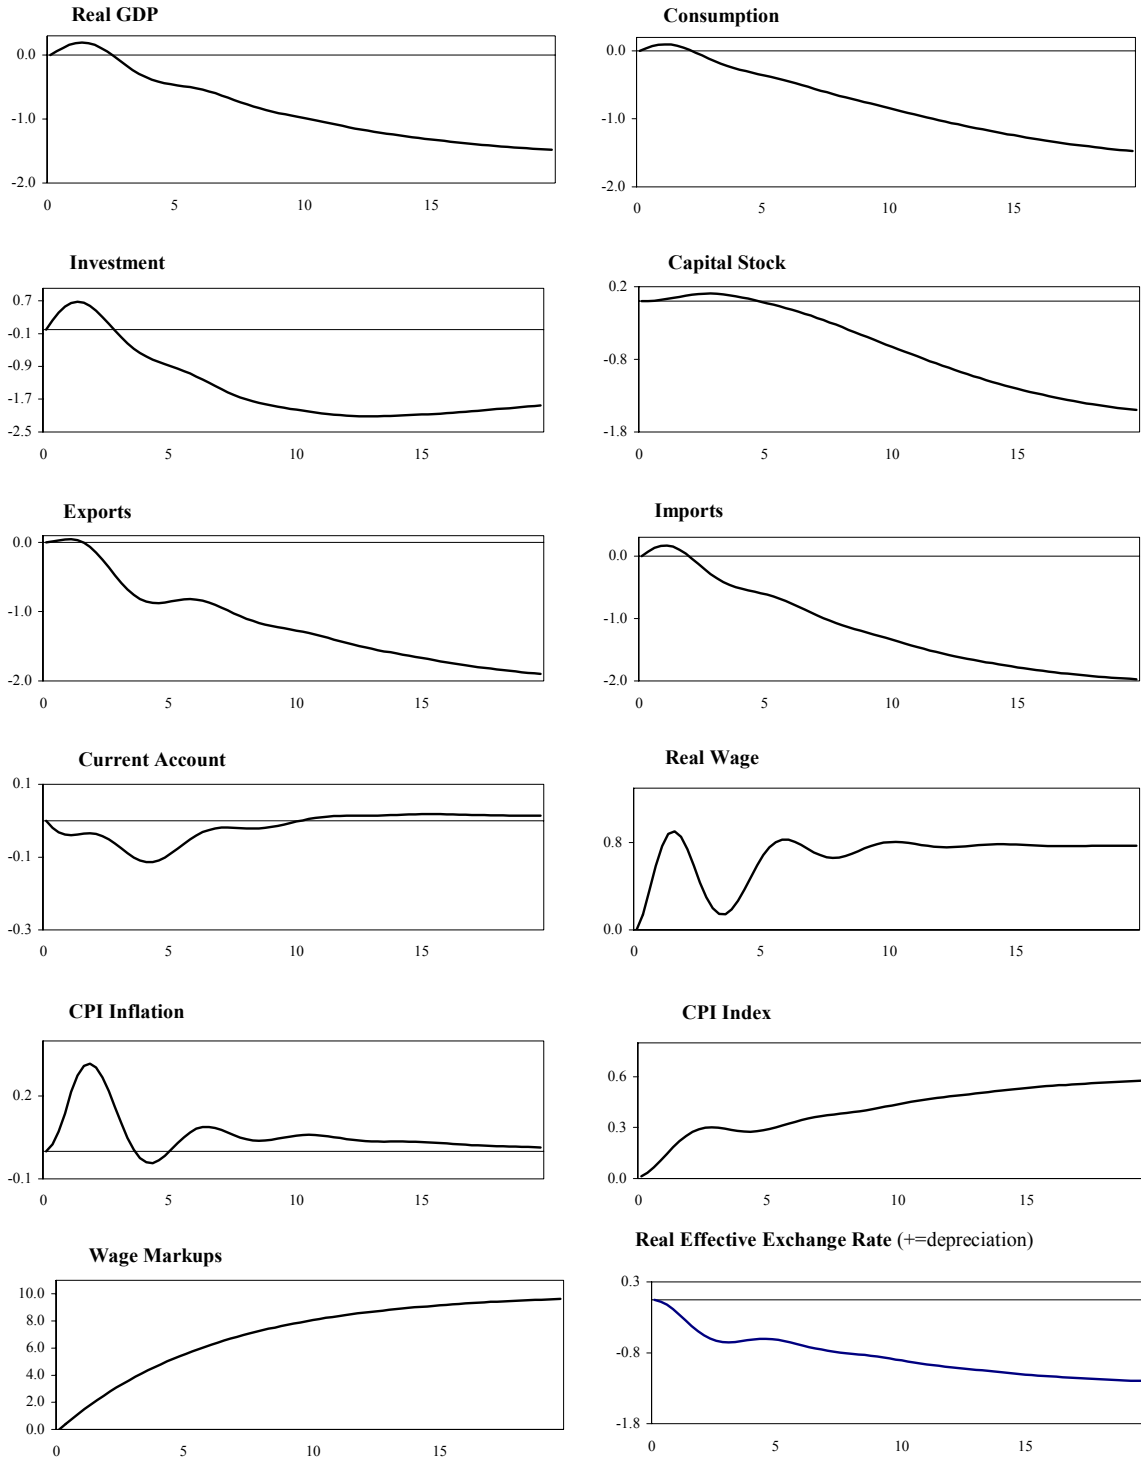 Real GDP
0.0
-1.0
-2.0
0 5 10 15
Consumption
0.0
-1.0
-2.0
0 5 10 15
Investment
0.7
-0.1
-0.9
-1.7
-2.5
0 5 10 15
Capital Stock
0.2
-0.8
-1.8
0 5 10 15
Exports
0.0
-1.0
-2.0
0 5 10 15
Imports
0.0
-1.0
-2.0
0 5 10 15
Current Account
0.1
-0.1
-0.3
0 5 10 15
Real Wage
0.8
0.0
0 5 10 15
CPI Inflation
0.2
-0.1
0 5 10 15
CPI Index
0.6
0.3
0.0
0 5 10 15
Wage Markups
10.0
8.0
6.0
4.0
2.0
0.0
0 5 10 15
Real Effective Exchange Rate (+=depreciation)
0.3
-0.8
-1.8
0 5 10 15